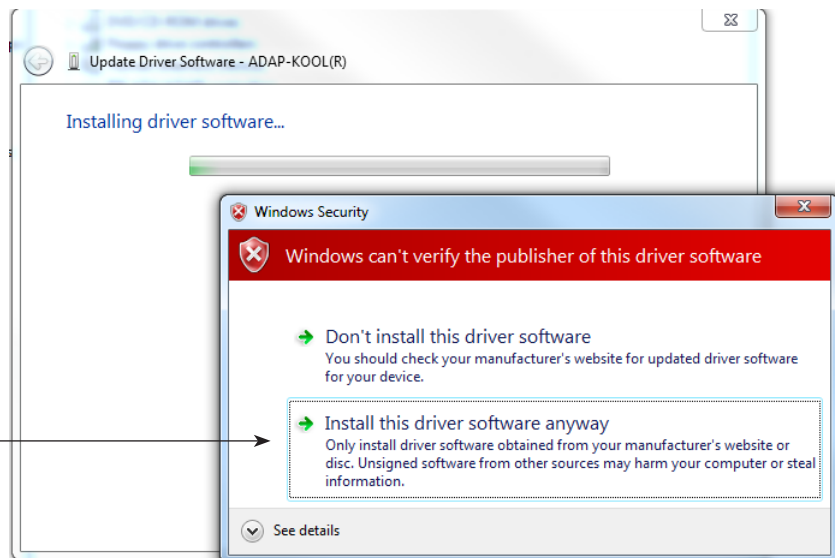 Update Driver Software - ADAP-KOOL(R)
Installing driver software...
Windows Security
Windows can't verify the publisher of this driver software
Don't install this driver software
You should check your manufacturer's website for updated driver software
for your device.
Install this driver software anyway
Only install driver software obtained from your manufacturer's website or
disc. Unsigned software from other sources may harm your computer or steal
information.
See details